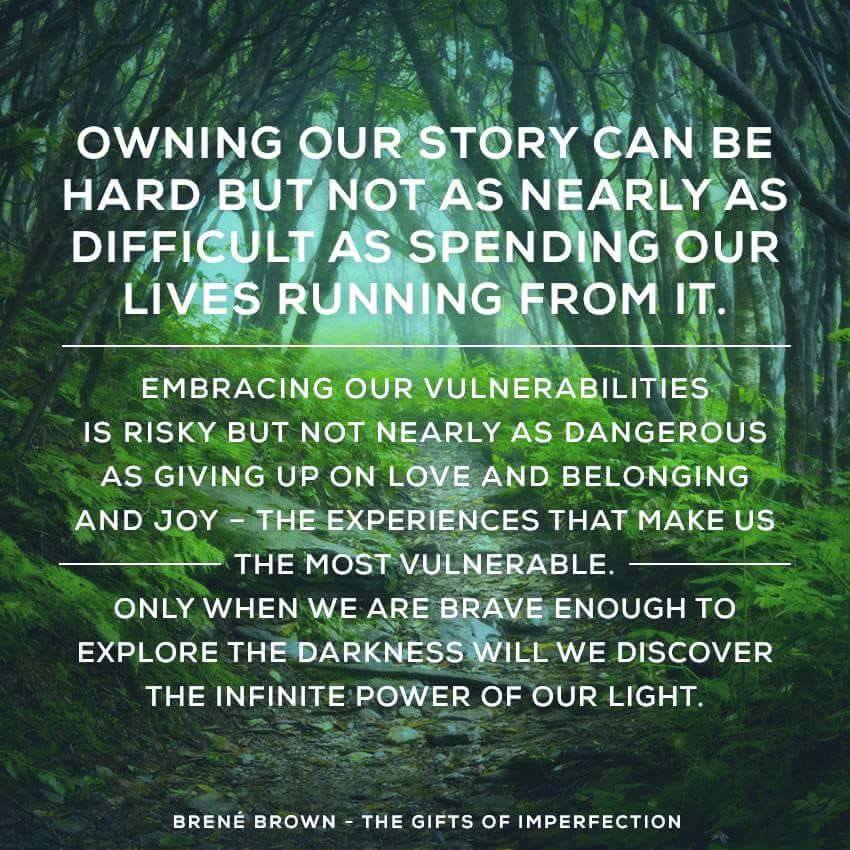 OWNING OUR STORY CAN BE
HARD BUT NOT AS NEARLY AS
DIFFICULT AS SPENDING OUR
LIVES RUNNING FROM IT.
EMBRACING OUR VULNERABILITIES
IS RISKY BUT NOT NEARLY AS DANGEROUS
AS GIVING UP ON LOVE AND BELONGING
AND JOY – THE EXPERIENCES THAT MAKE US
THE MOST VULNERABLE.
ONLY WHEN WE ARE BRAVE ENOUGH TO
EXPLORE THE DARKNESS WILL WE DISCOVER
THE INFINITE POWER OF OUR LIGHT.
BRENÉ BROWN - THE GIFTS OF IMPERFECTION